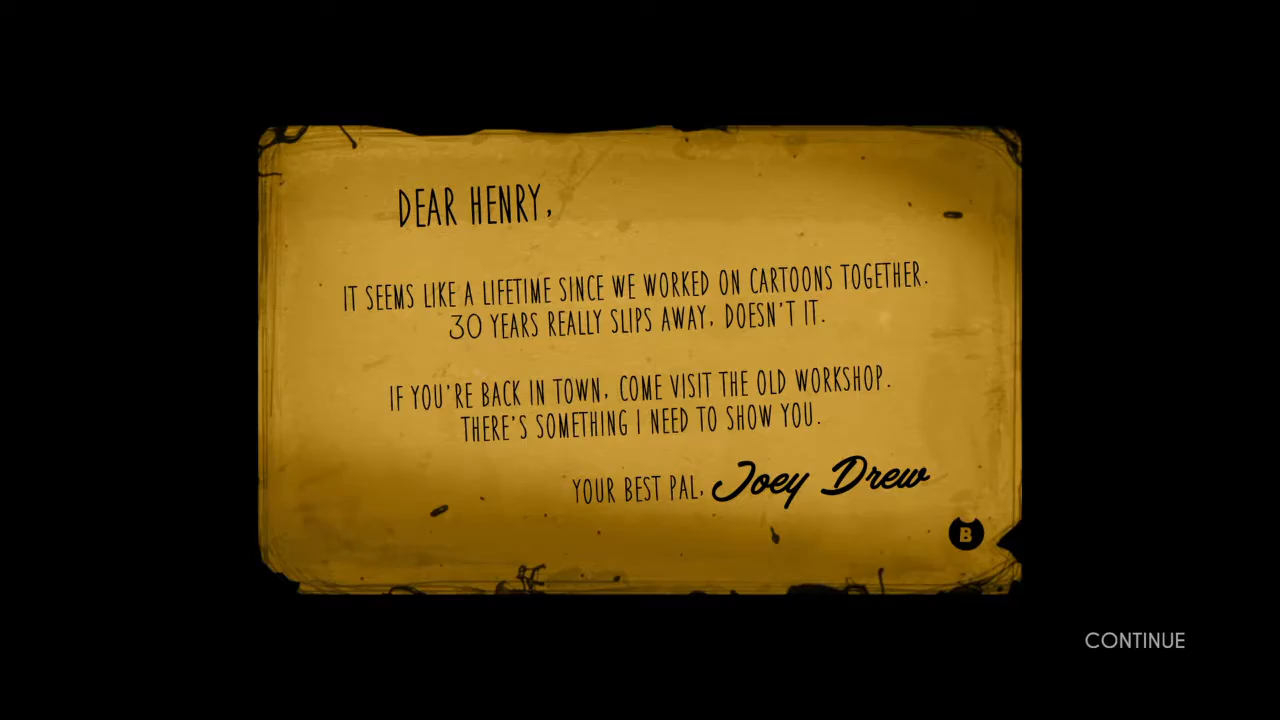 DEAR HENRY,
IT SEEMS LIKE A LIFETIME SINCE WE WORKED ON CARTOONS TOGETHER.
30 YEARS REALLY SLIPS AWAY, DOESN'T IT.
IF YOU'RE BACK IN TOWN, COME VISIT THE OLD WORKSHOP.
THERE'S SOMETHING I NEED TO SHOW YOU.
YOUR BEST PAL, Joey Drew
B
CONTINUE